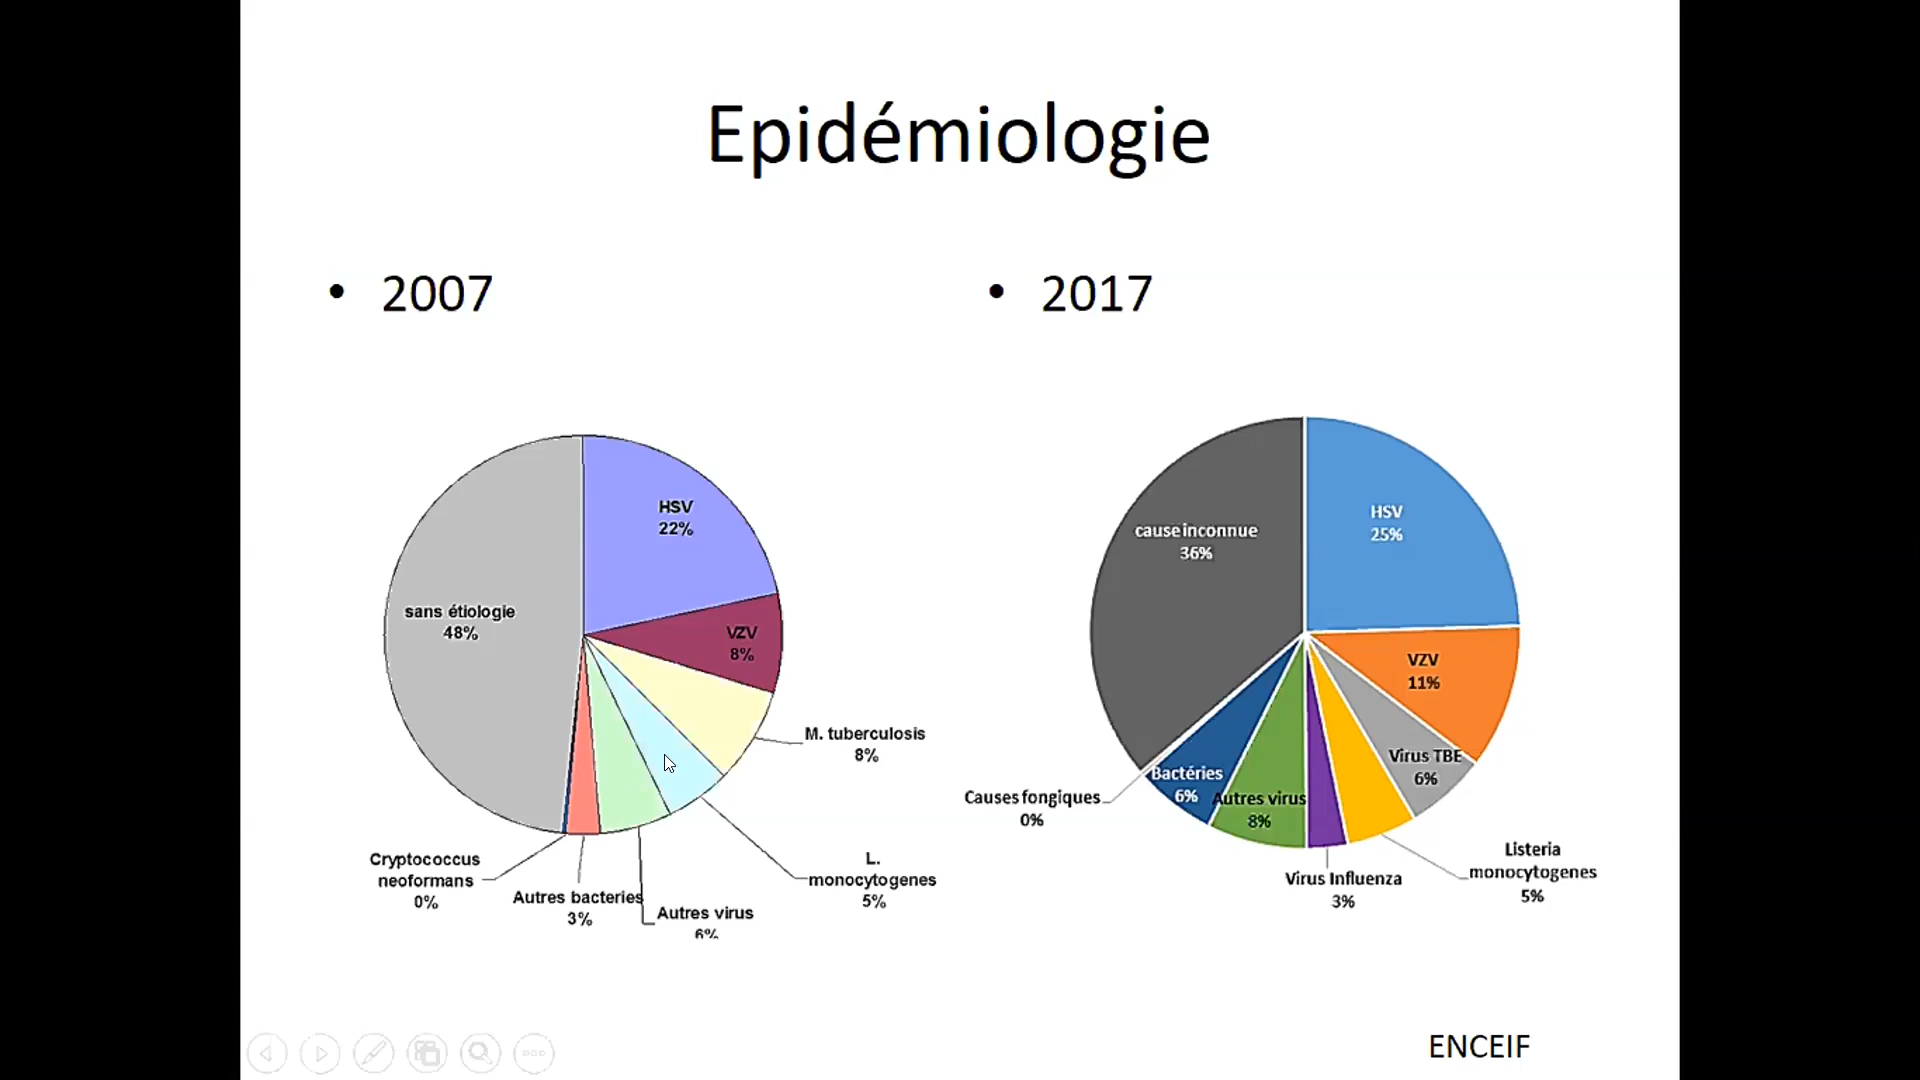 Epidémiologie
• 2007
• 2017
HSV
22%
VZV
8%
M. tuberculosis
8%
L.
monocytogenes
5%
Autres virus
6%
Autres bacteries
3%
Cryptococcus
neoformans
0%
sans étiologie
48%
HSV
25%
VZV
11%
Virus TBE
6%
Listeria
monocytogenes
5%
Virus Influenza
3%
Autres virus
8%
Bactéries
6%
Causes fongiques
0%
cause inconnue
36%
ENCEIF